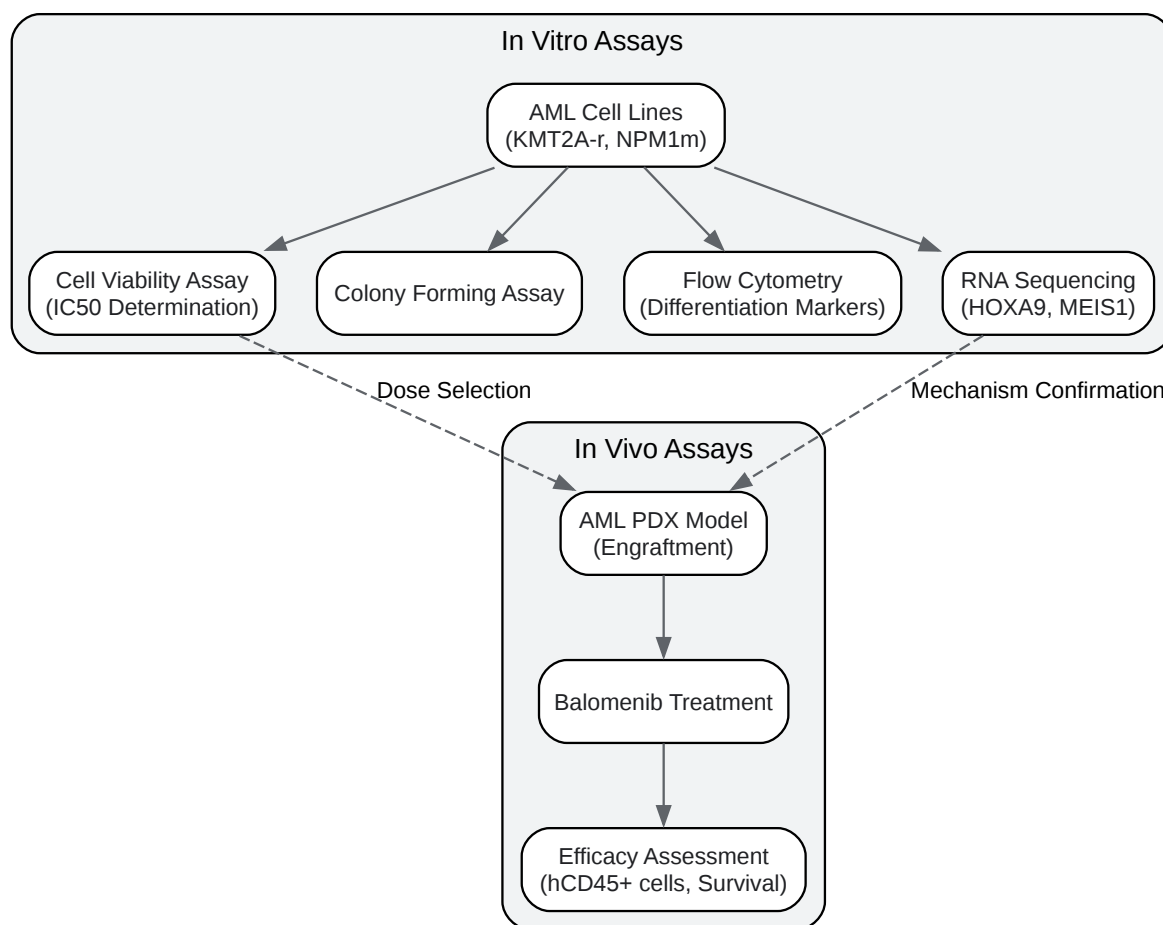 In Vitro Assays
AML Cell Lines
(KMT2A-r, NPM1m)
Cell Viability Assay
(IC50 Determination)
Colony Forming Assay
Flow Cytometry
(Differentiation Markers)
RNA Sequencing
(HOXA9, MEIS1)
Dose Selection
Mechanism Confirmation
In Vivo Assays
AML PDX Model
(Engraftment)
Balomenib Treatment
Efficacy Assessment
(hCD45+ cells, Survival)